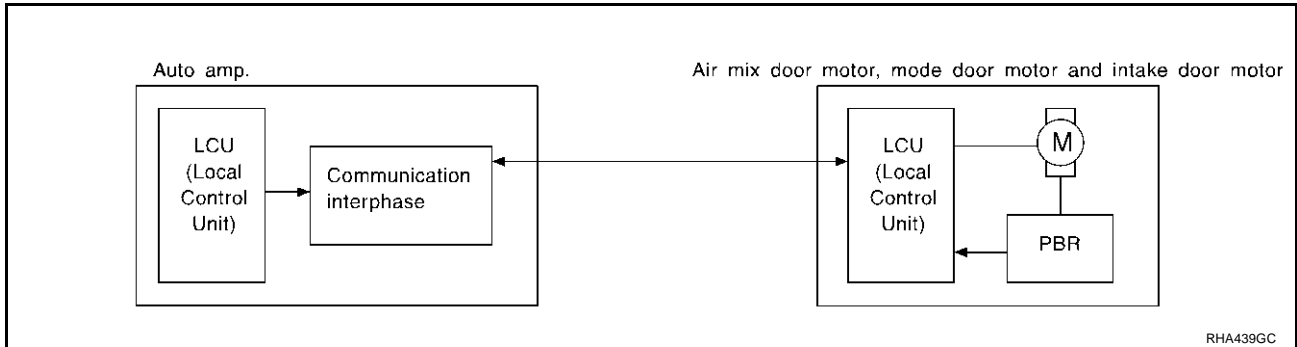 Auto amp.
Air mix door motor, mode door motor and intake door motor
LCU
(Local
Control
Unit)
Communication
interphase
LCU
(Local
Control
Unit)
M
PBR
RHA439GC